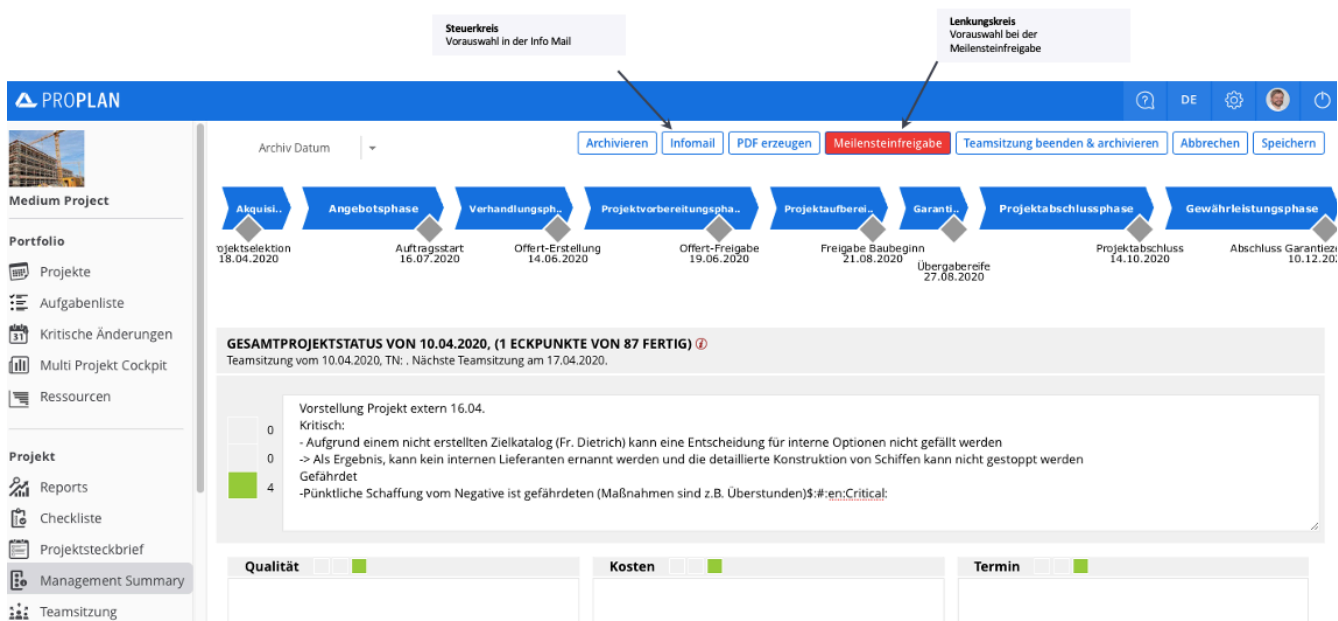 Steuerkreis
Vorauswahl in der Info Mail
Lenkungskreis
Vorauswahl bei der
Meilensteinfreigabe
PROPLAN
DE
Medium Project
Portfolio
Projekte
Aufgabenliste
31
Kritische Änderungen
Multi Projekt Cockpit
Ressourcen
Projekt
Reports
Checkliste
Projektsteckbrief
Management Summary
Teamsitzung
Archiv Datum
Archivieren
Infomail
PDF erzeugen
Meilensteinfreigabe
Teamsitzung beenden & archivieren
Abbrechen
Speichern
Akquisi..
Angebotsphase
Verhandlungsph..
Projektvorbereitungspha..
Projektaufberei..
Garanti..
Projektabschlussphase
Gewährleistungsphase
ojektselektion
18.04.2020
Auftragsstart
16.07.2020
Offert-Erstellung
14.06.2020
Offert-Freigabe
19.06.2020
Freigabe Baubeginn
21.08.2020
Übergabereife
27.08.2020
Projektabschluss
14.10.2020
Abschluss Garantieze
10.12.202
GESAMTPROJEKTSTATUS VON 10.04.2020, (1 ECKPUNKTE VON 87 FERTIG)
Teamsitzung vom 10.04.2020, TN: . Nächste Teamsitzung am 17.04.2020.
0
0
4
Vorstellung Projekt extern 16.04.
Kritisch:
- Aufgrund einem nicht erstellten Zielkatalog (Fr. Dietrich) kann eine Entscheidung für interne Optionen nicht gefällt werden
-> Als Ergebnis, kann kein internen Lieferanten ernannt werden und die detaillierte Konstruktion von Schiffen kann nicht gestoppt werden
Gefährdet
-Pünktliche Schaffung vom Negative ist gefährdeten (Maßnahmen sind z.B. Überstunden)$:#:en:Critical:
Qualität
Kosten
Termin